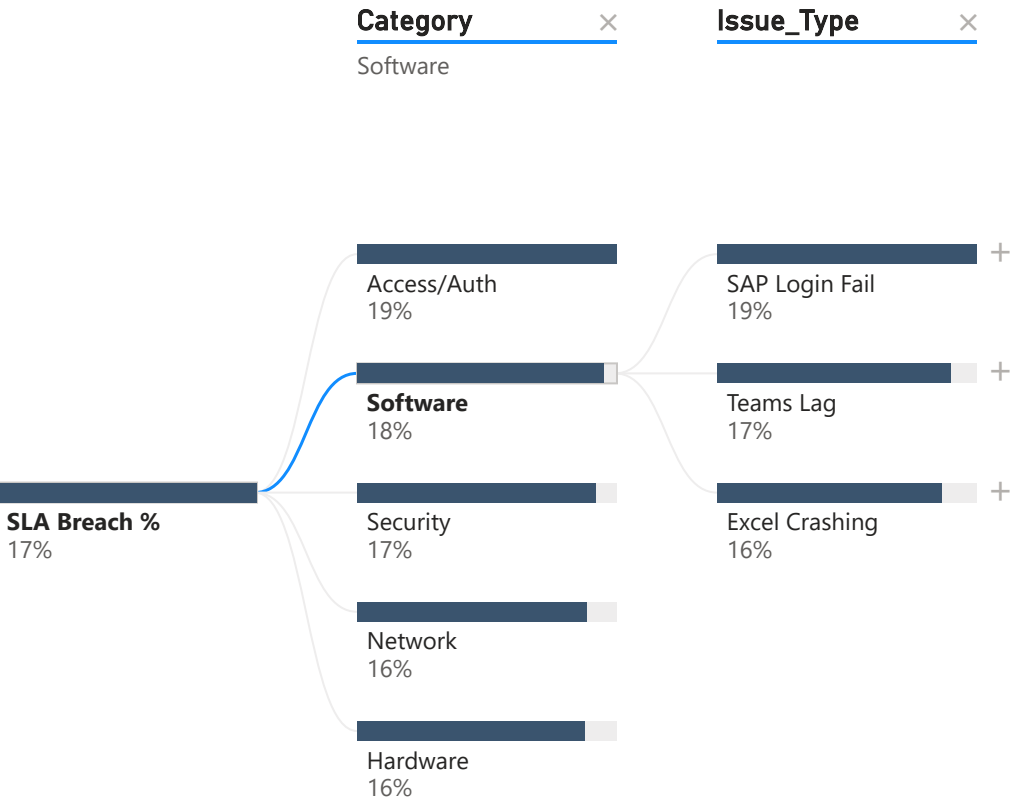 Category
Issue_Type
Software
SLA Breach %
17%
Access/Auth
19%
Software
18%
Security
17%
Network
16%
Hardware
16%
SAP Login Fail
19%
Teams Lag
17%
Excel Crashing
16%